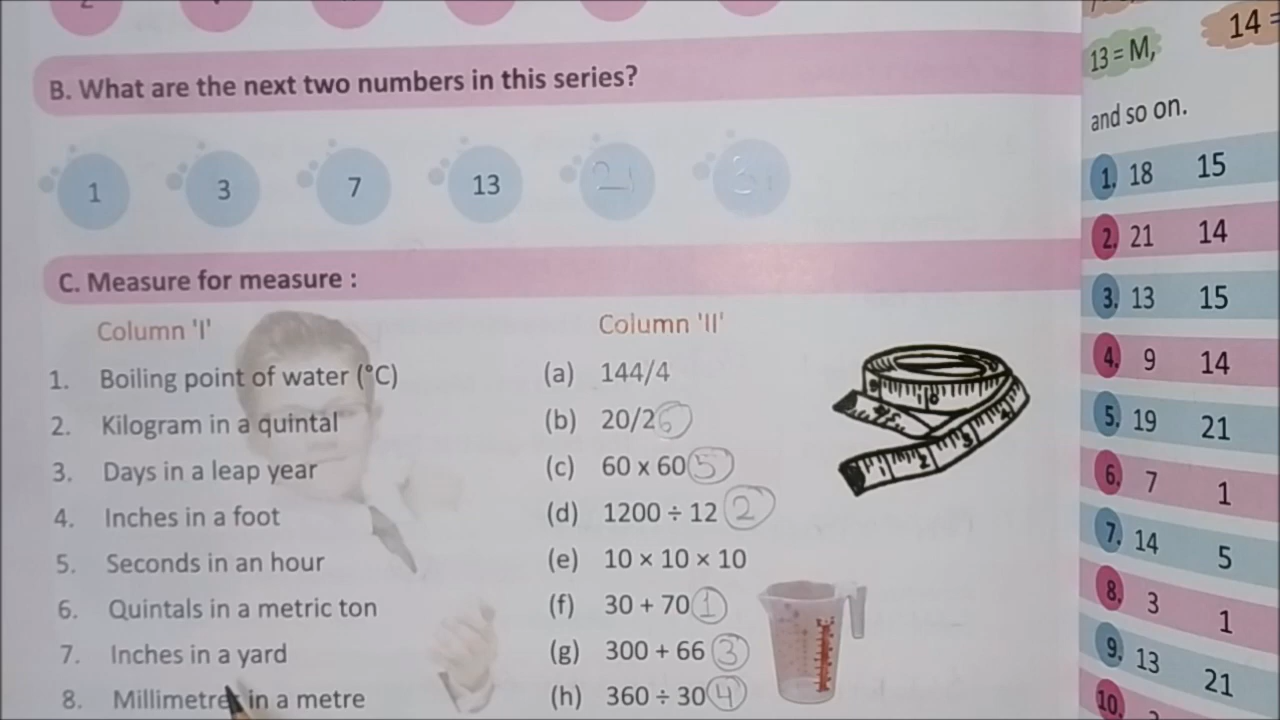 B. What are the next two numbers in this series?
1 3 7 13 21 31
C. Measure for measure :
Column 'I' Column 'II'
1. Boiling point of water (°C) (a) 144/4
2. Kilogram in a quintal (b) 20/2 6
3. Days in a leap year (c) 60 x 60 5
4. Inches in a foot (d) 1200 ÷ 12 2
5. Seconds in an hour (e) 10 × 10 × 10
6. Quintals in a metric ton (f) 30 + 70 1
7. Inches in a yard (g) 300 + 66 3
8. Millimetres in a metre (h) 360 ÷ 30 4
13 = M, 14 =
and so on.
1. 18 15
2. 21 14
3. 13 15
4. 9 14
5. 19 21
6. 7 1
7. 14 5
8. 3 1
9. 13 21
10.